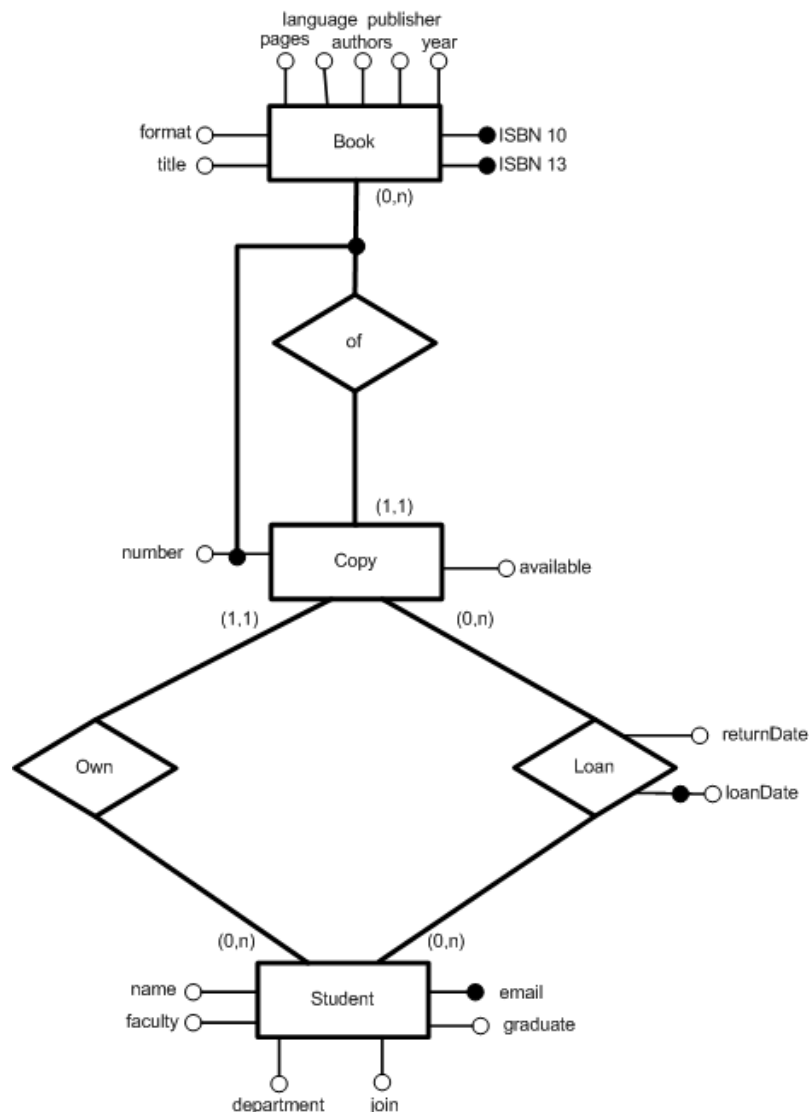 language publisher
pages authors year
format
Book
ISBN 10
title
ISBN 13
(0,n)
of
(1,1)
number
Copy
available
(1,1)
(0,n)
returnDate
Own
Loan
loanDate
(0,n)
(0,n)
name
Student
email
faculty
graduate
department
join